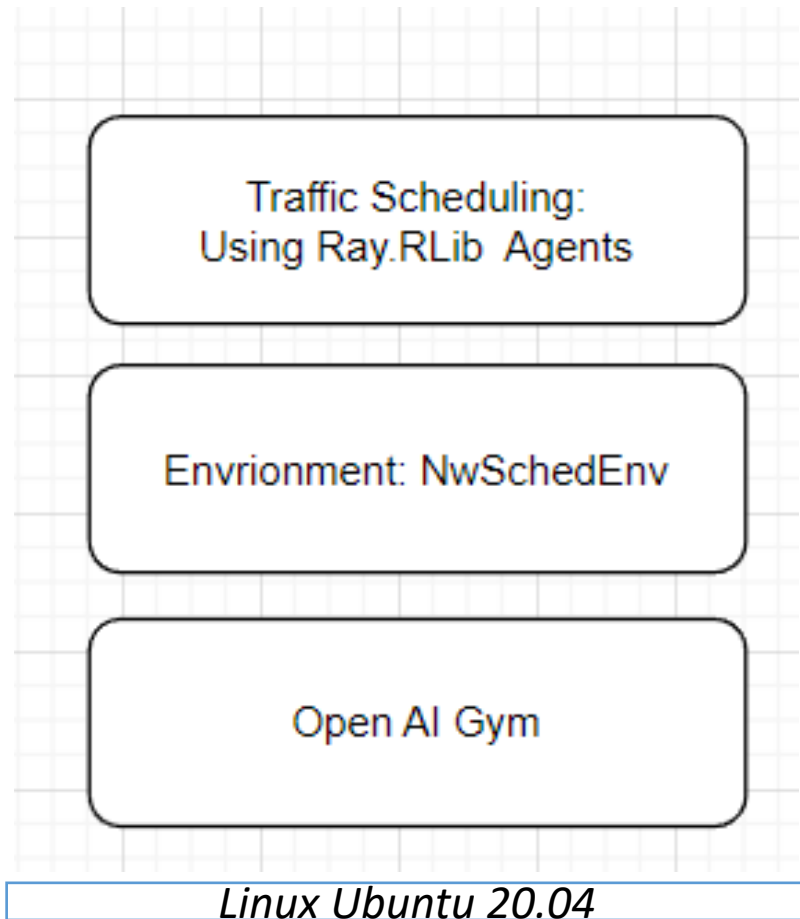 Traffic Scheduling:
Using Ray.RLib Agents
Envrionment: NwSchedEnv
Open AI Gym
Linux Ubuntu 20.04